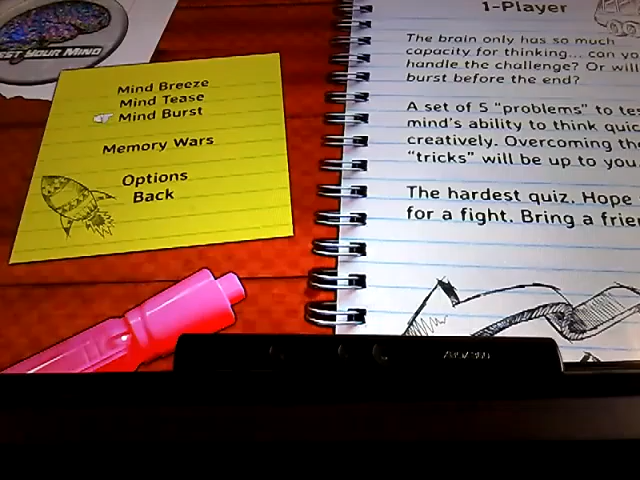 EST YOUR MIND
Mind Breeze
Mind Tease
Mind Burst
Memory Wars
Options
Back
1-Player
The brain only has so much
capacity for thinking... can yo
handle the challenge? Or will
burst before the end?
A set of 5 "problems" to tes
mind's ability to think quic
creatively. Overcoming the
"tricks" will be up to you
The hardest quiz. Hope
for a fight. Bring a frien